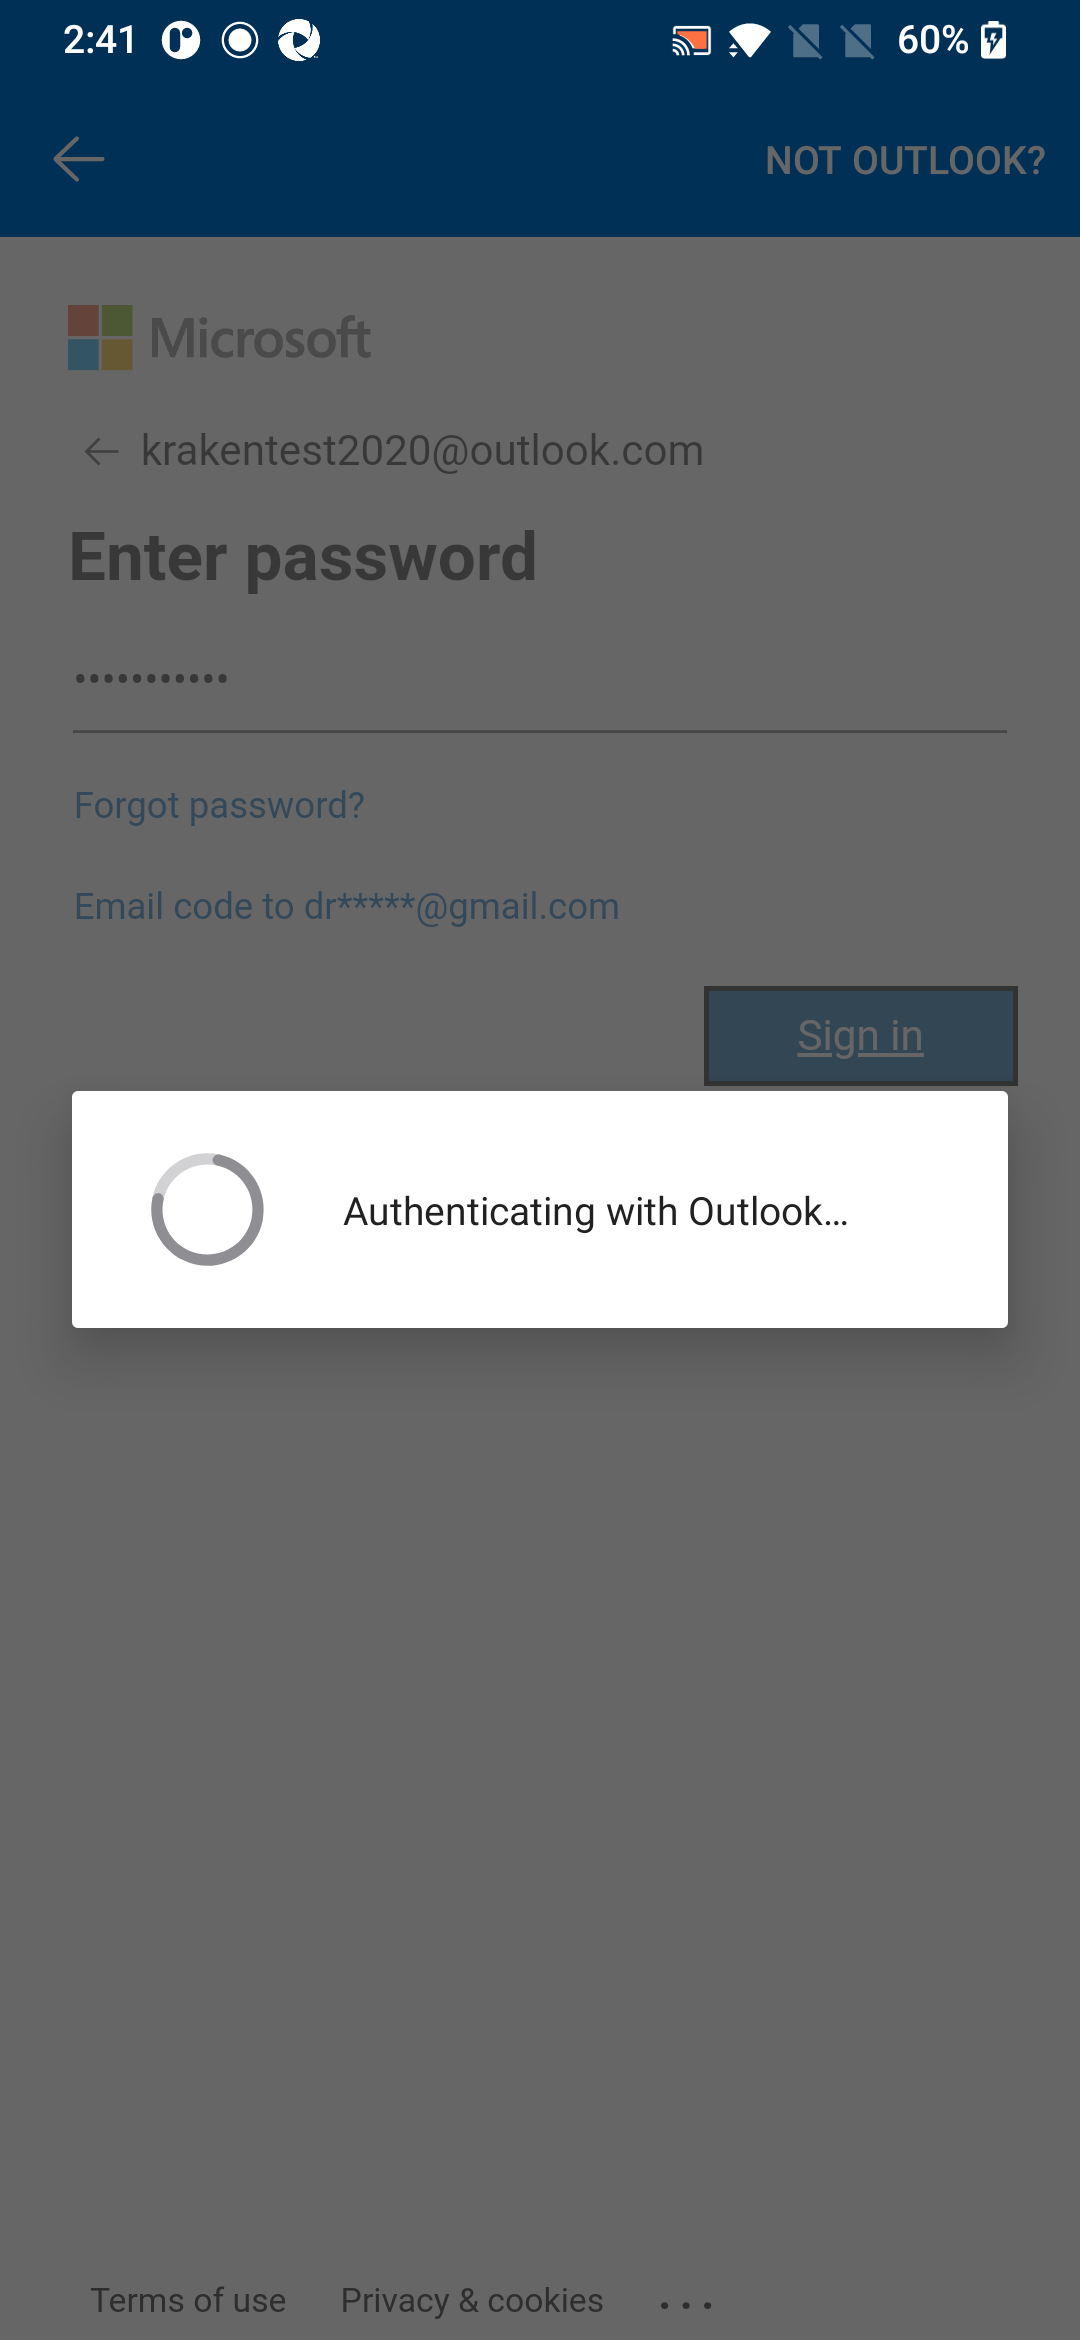 2:41
60%
NOT OUTLOOK?
Microsoft
krakentest2020@outlook.com
Enter password
•••••••••••
Forgot password?
Email code to dr*****@gmail.com
Sign in
Authenticating with Outlook...
Terms of use Privacy & cookies ...